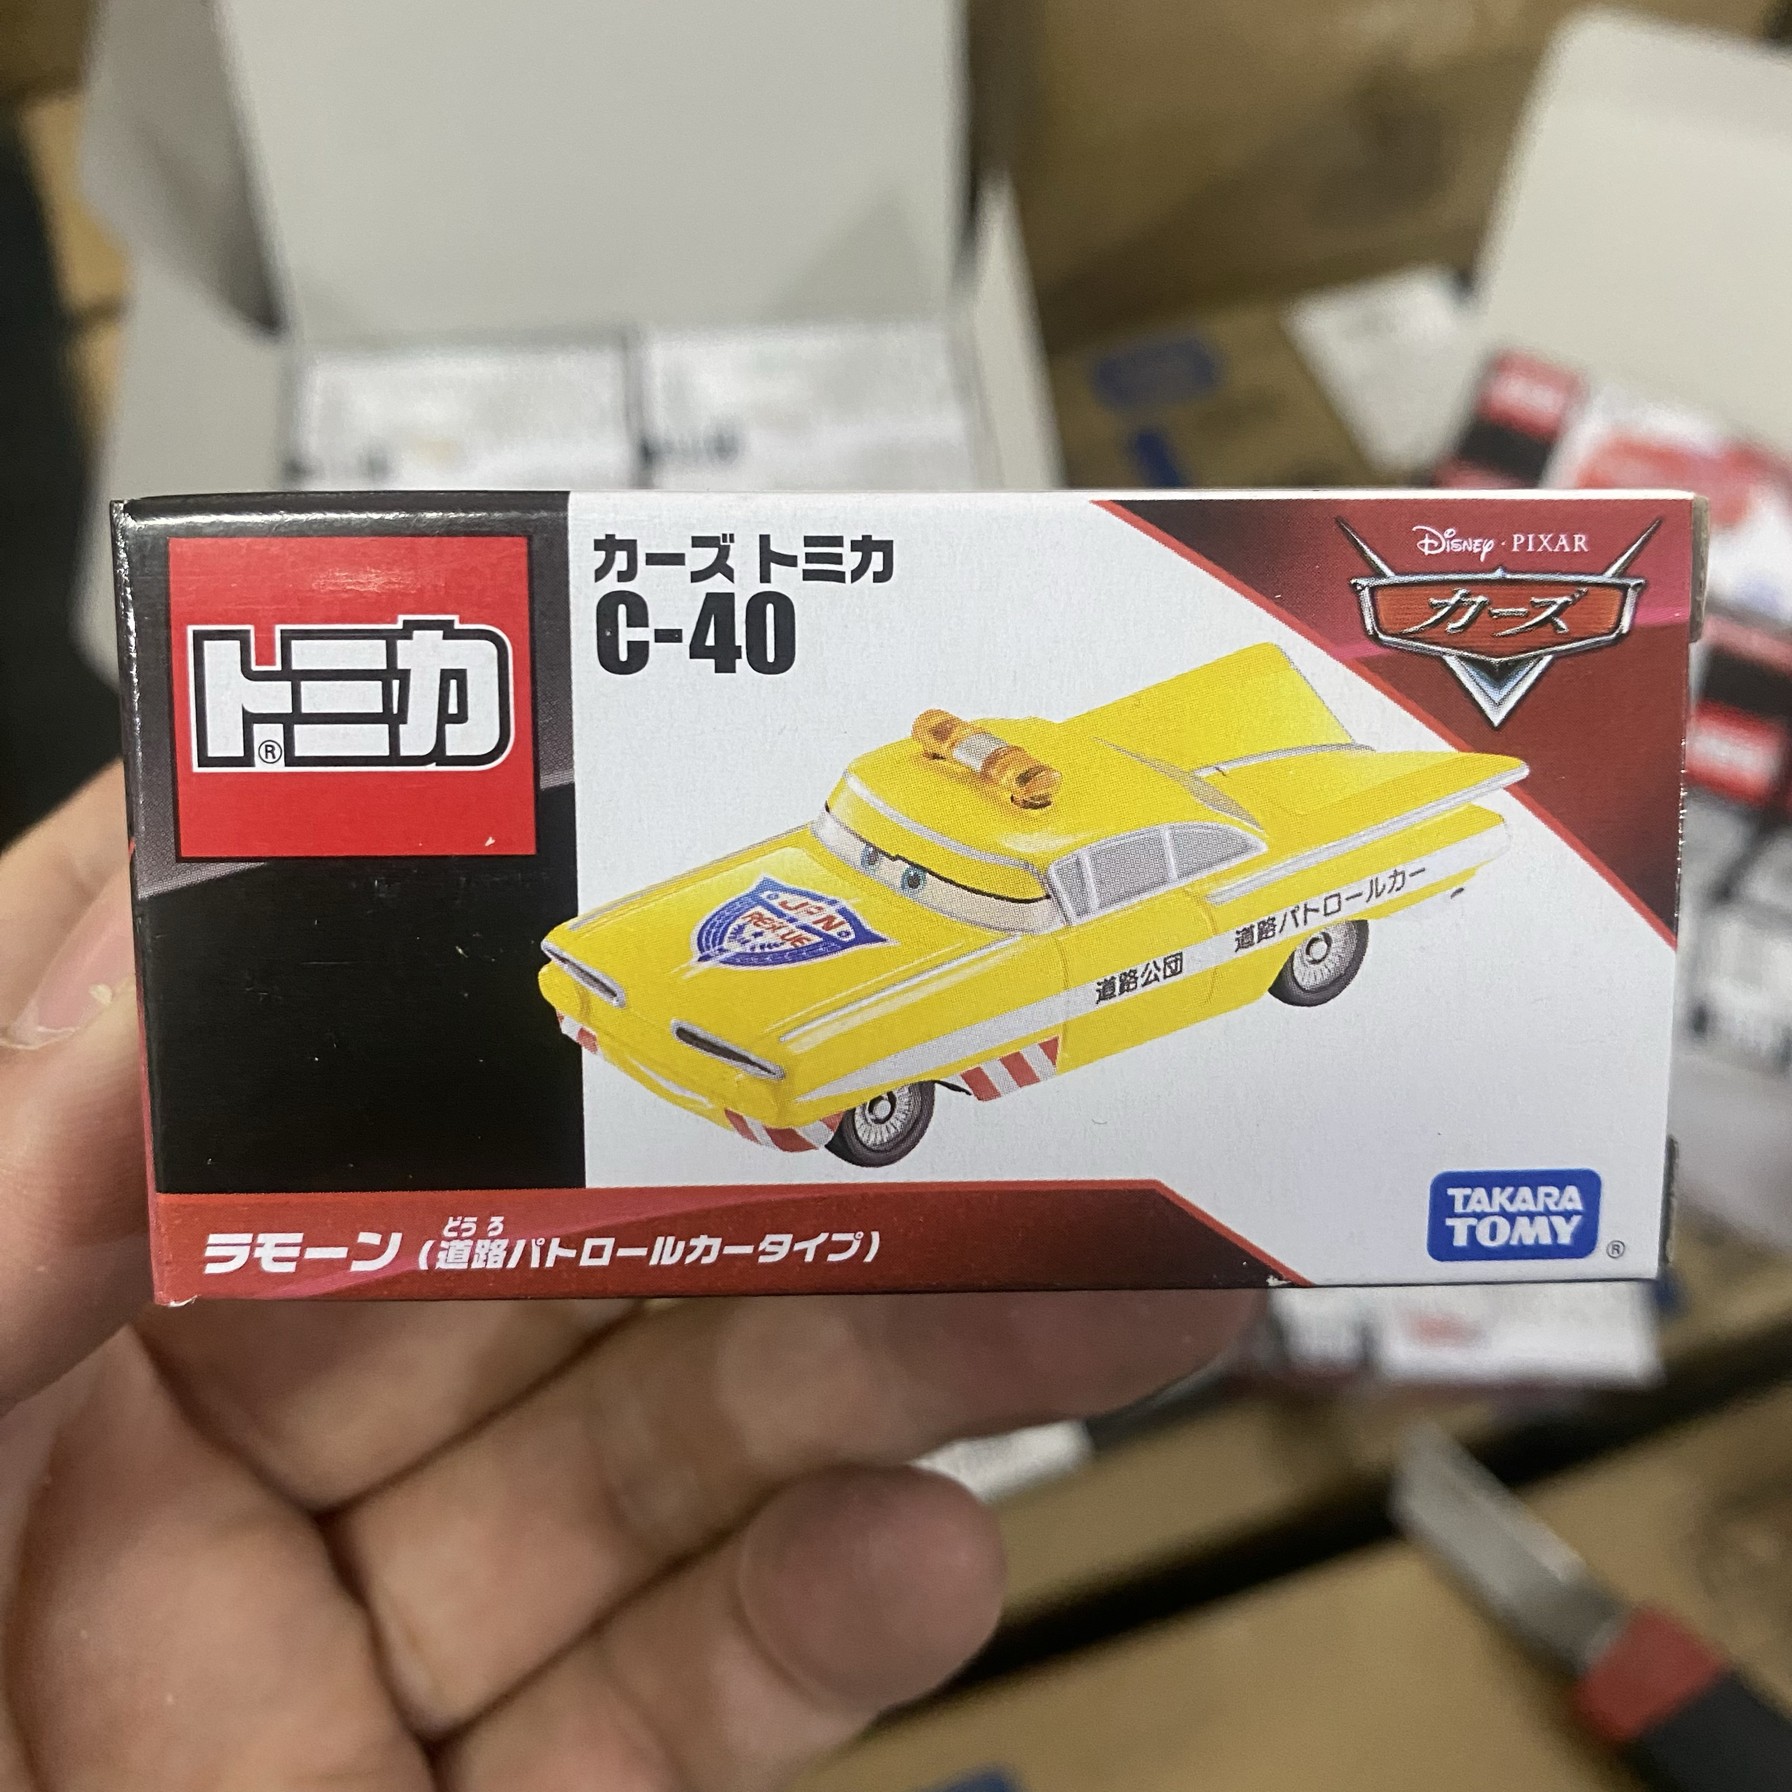 カーズ トミカ
C-40
トミカ®
Disney・PIXAR
カーズ
JPN
RESCUE
道路公団
道路パトロールカー
どうろ
ラモーン（道路パトロールカータイプ）
TAKARA
TOMY®